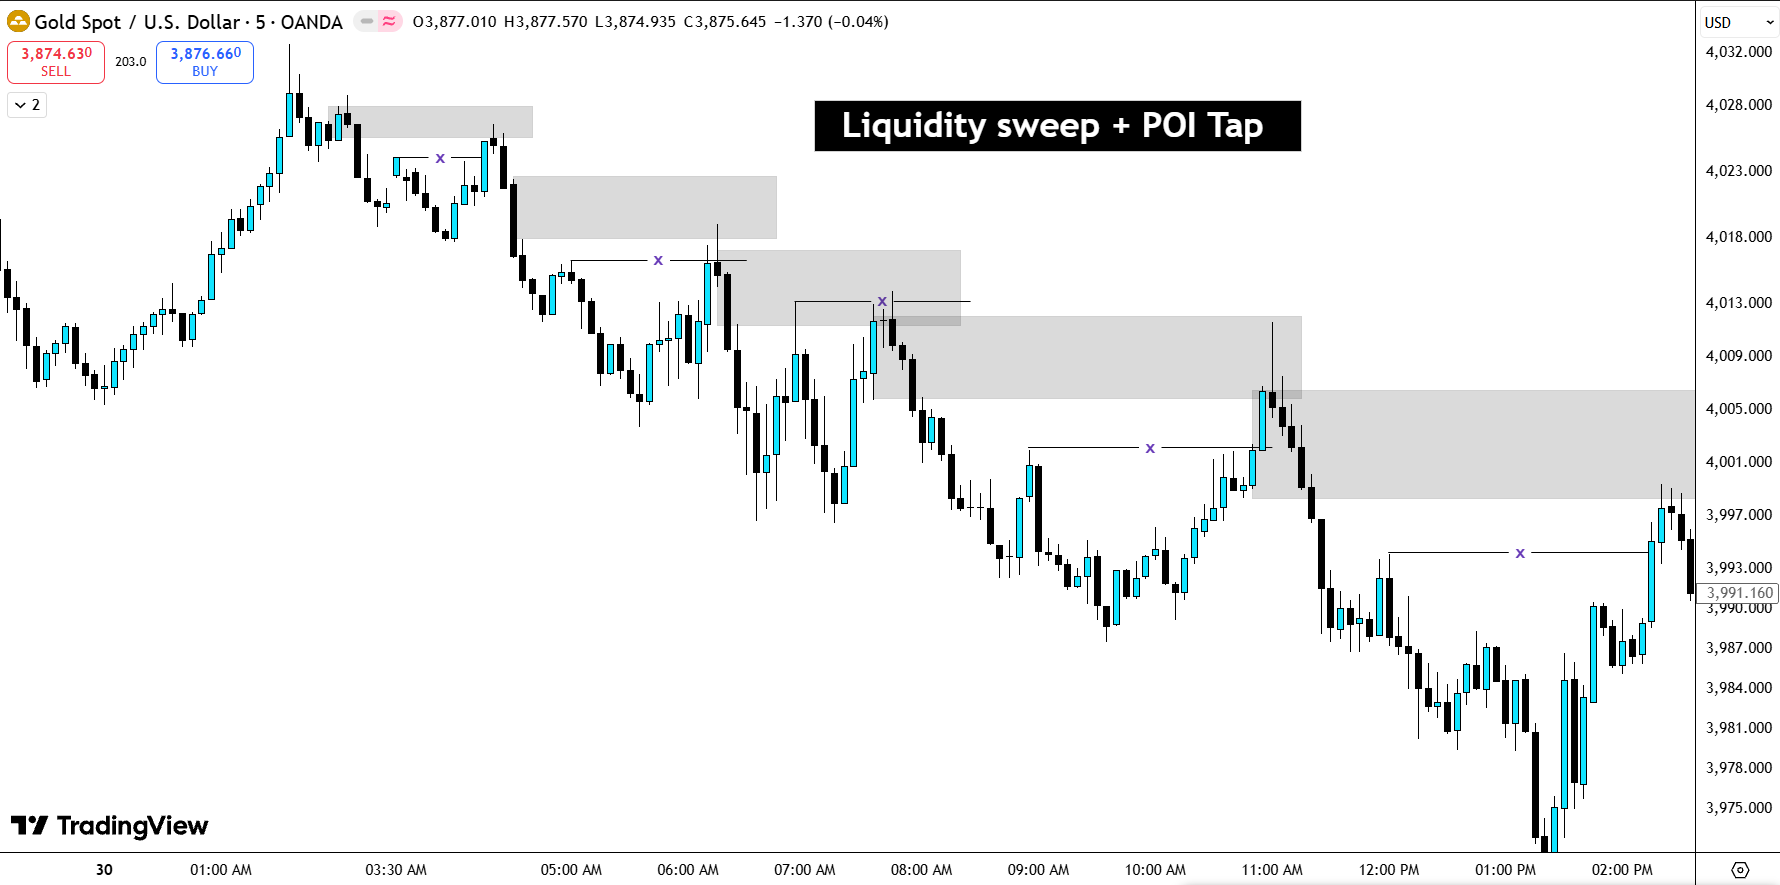 Gold Spot / U.S. Dollar · 5 · OANDA
O3,877.010 H3,877.570 L3,874.935 C3,875.645 −1.370 (−0.04%)
USD
3,874.630
SELL
203.0
3,876.660
BUY
2
Liquidity sweep + POI Tap
x
x
x
x
x
4,032.000
4,028.000
4,023.000
4,018.000
4,013.000
4,009.000
4,005.000
4,001.000
3,997.000
3,993.000
3,991.160
3,990.000
3,987.000
3,984.000
3,981.000
3,978.000
3,975.000
TradingView
30 01:00 AM 03:30 AM 05:00 AM 06:00 AM 07:00 AM 08:00 AM 09:00 AM 10:00 AM 11:00 AM 12:00 PM 01:00 PM 02:00 PM